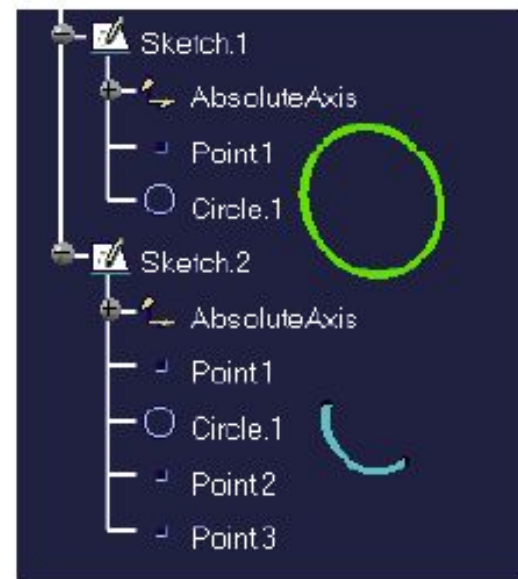 Sketch.1
AbsoluteAxis
Point1
Circle.1
Sketch.2
AbsoluteAxis
Point1
Circle.1
Point2
Point3